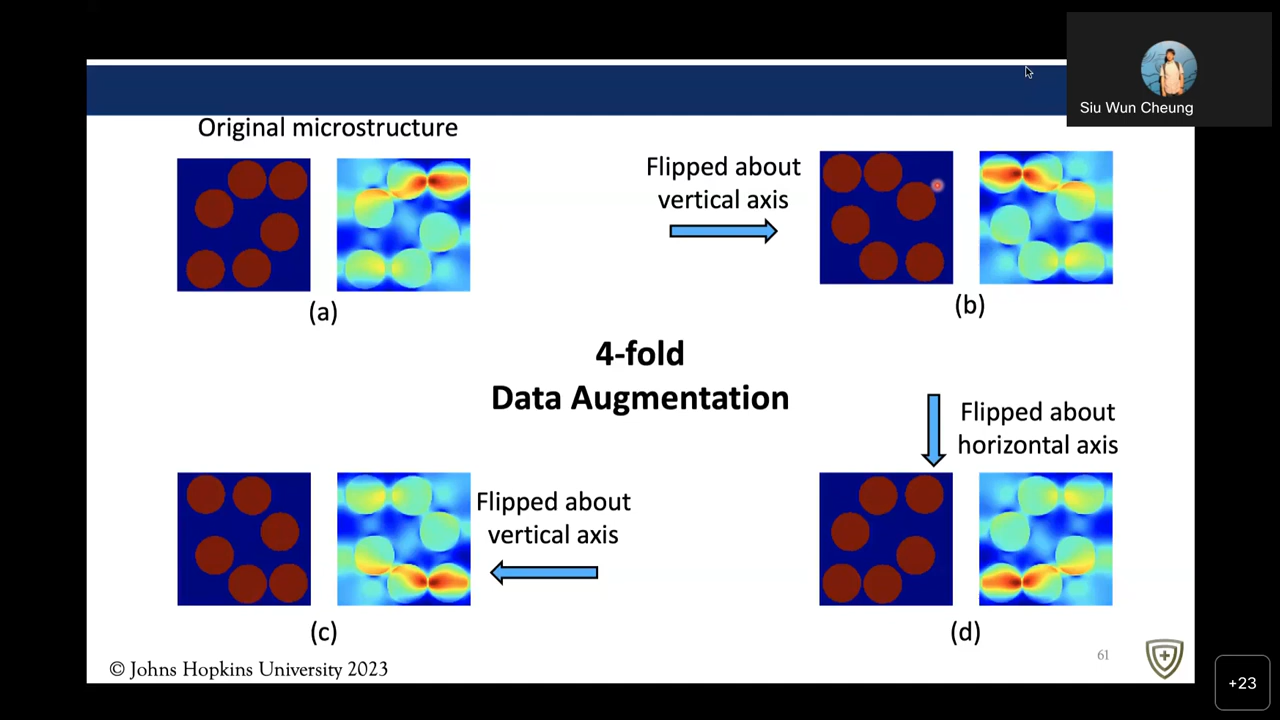 Siu Wun Cheung
Original microstructure
Flipped about
vertical axis
(a)
(b)
4-fold
Data Augmentation
Flipped about
horizontal axis
Flipped about
vertical axis
(c)
(d)
© Johns Hopkins University 2023
61
+23